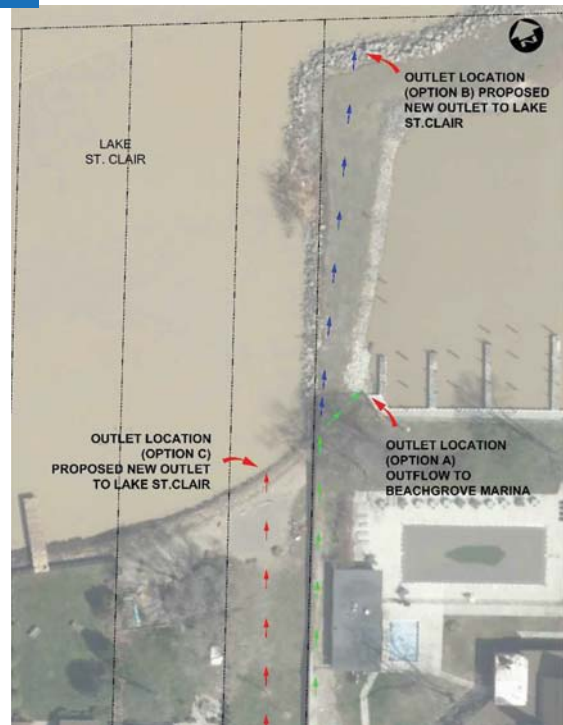 OUTLET LOCATION
(OPTION B) PROPOSED
NEW OUTLET TO LAKE
ST.CLAIR
LAKE
ST. CLAIR
OUTLET LOCATION
(OPTION C)
PROPOSED NEW OUTLET
TO LAKE ST.CLAIR
OUTLET LOCATION
(OPTION A)
OUTFLOW TO
BEACHGROVE MARINA